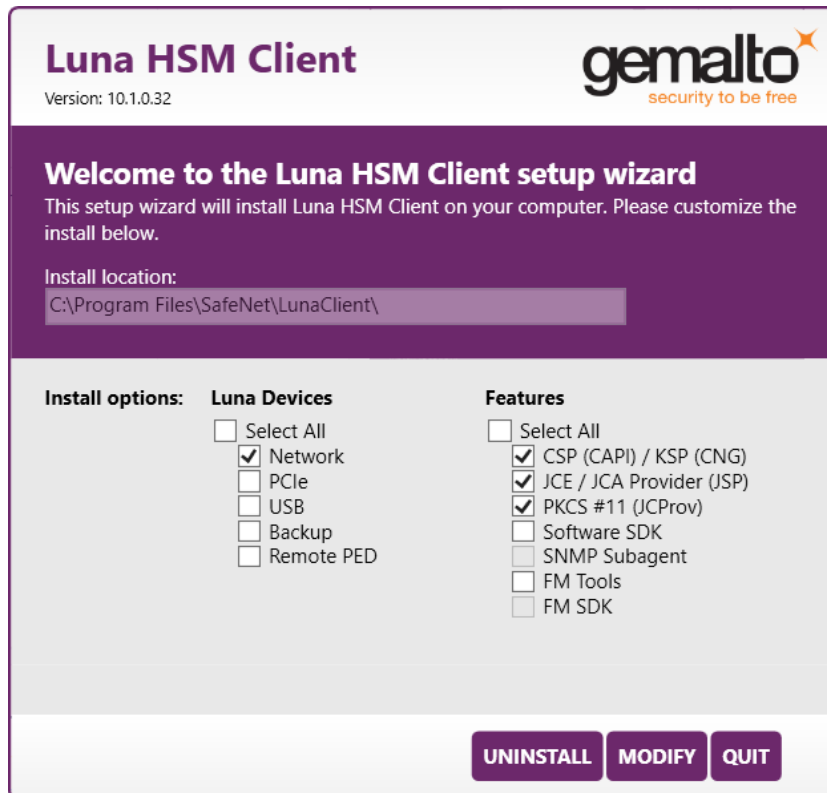 Luna HSM Client
Version: 10.1.0.32
gemalto
security to be free
Welcome to the Luna HSM Client setup wizard
This setup wizard will install Luna HSM Client on your computer. Please customize the
install below.
Install location:
C:\Program Files\SafeNet\LunaClient\
Install options:
Luna Devices
Select All
Network
PCIe
USB
Backup
Remote PED
Features
Select All
CSP (CAPI) / KSP (CNG)
JCE / JCA Provider (JSP)
PKCS #11 (JCProv)
Software SDK
SNMP Subagent
FM Tools
FM SDK
UNINSTALL
MODIFY
QUIT